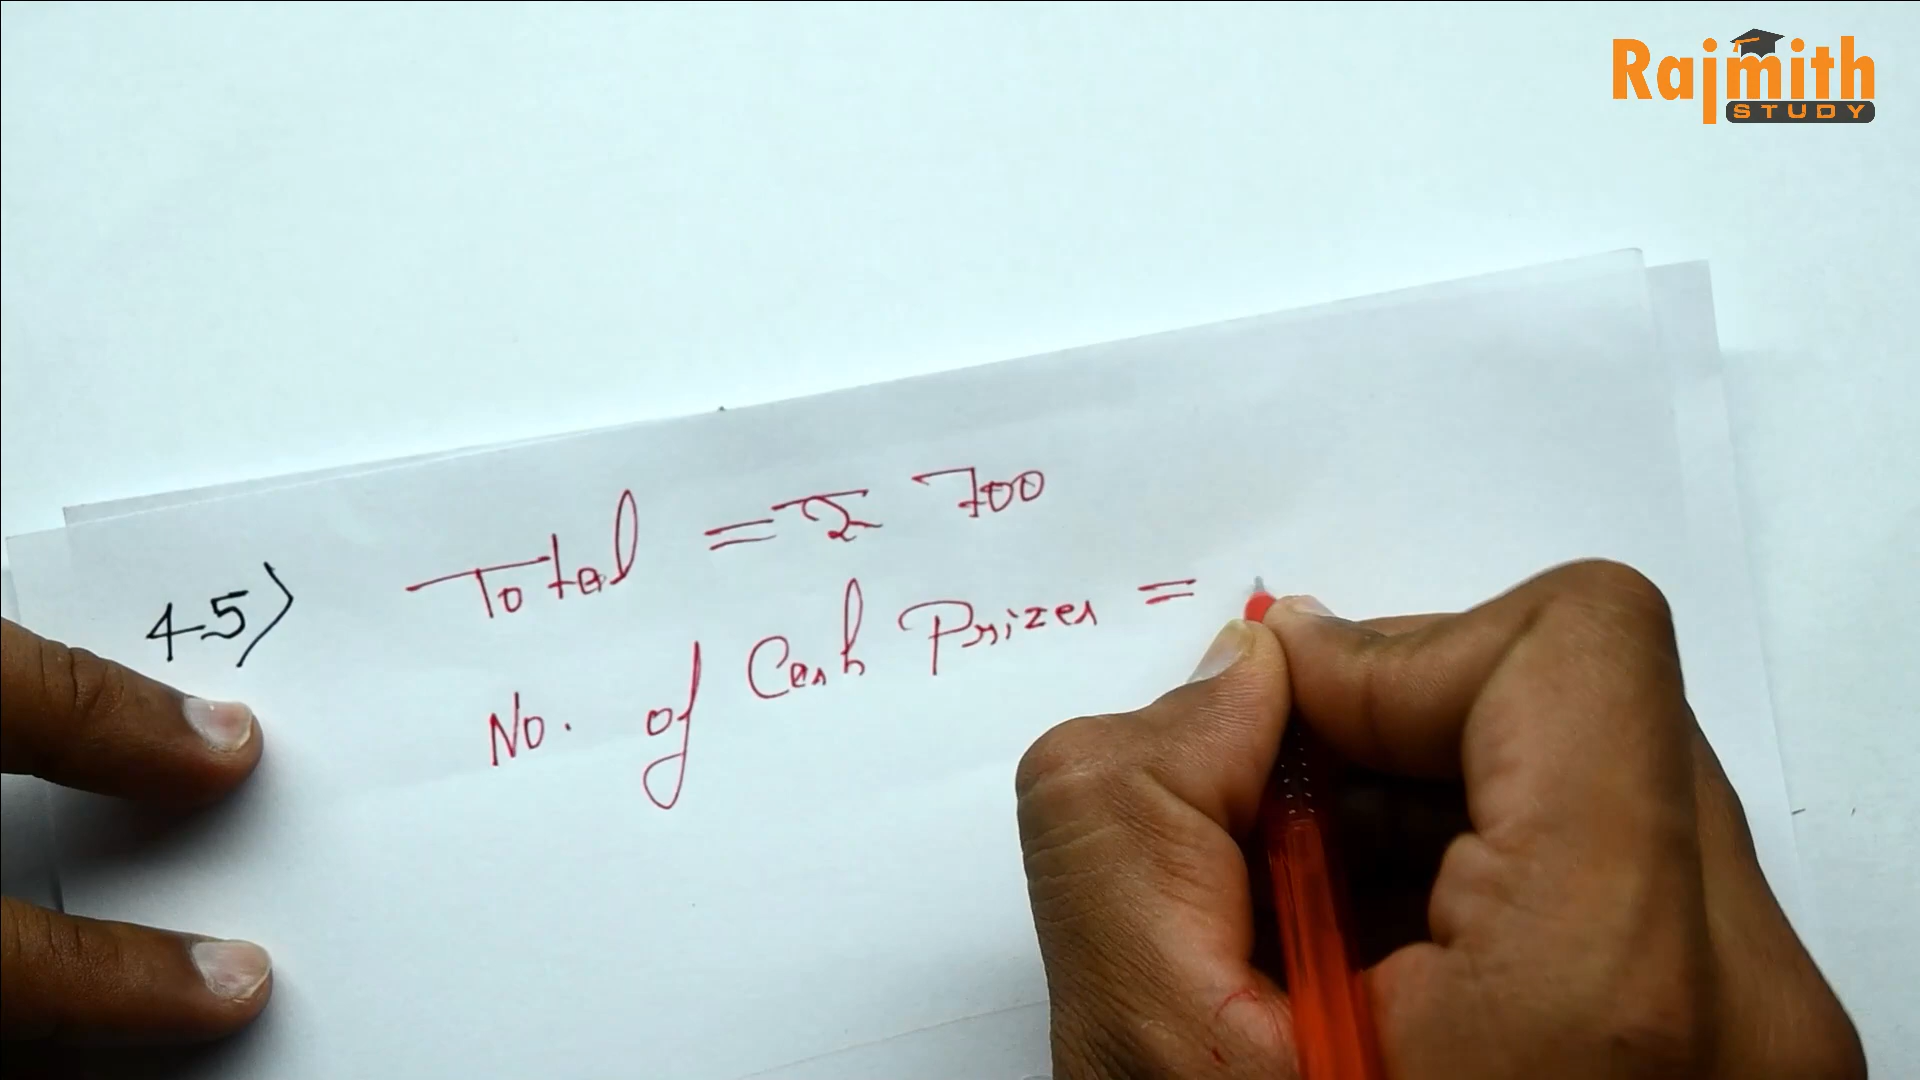 Rajmith
STUDY
45) Total = ₹ 700
No. of Cash Prizes =